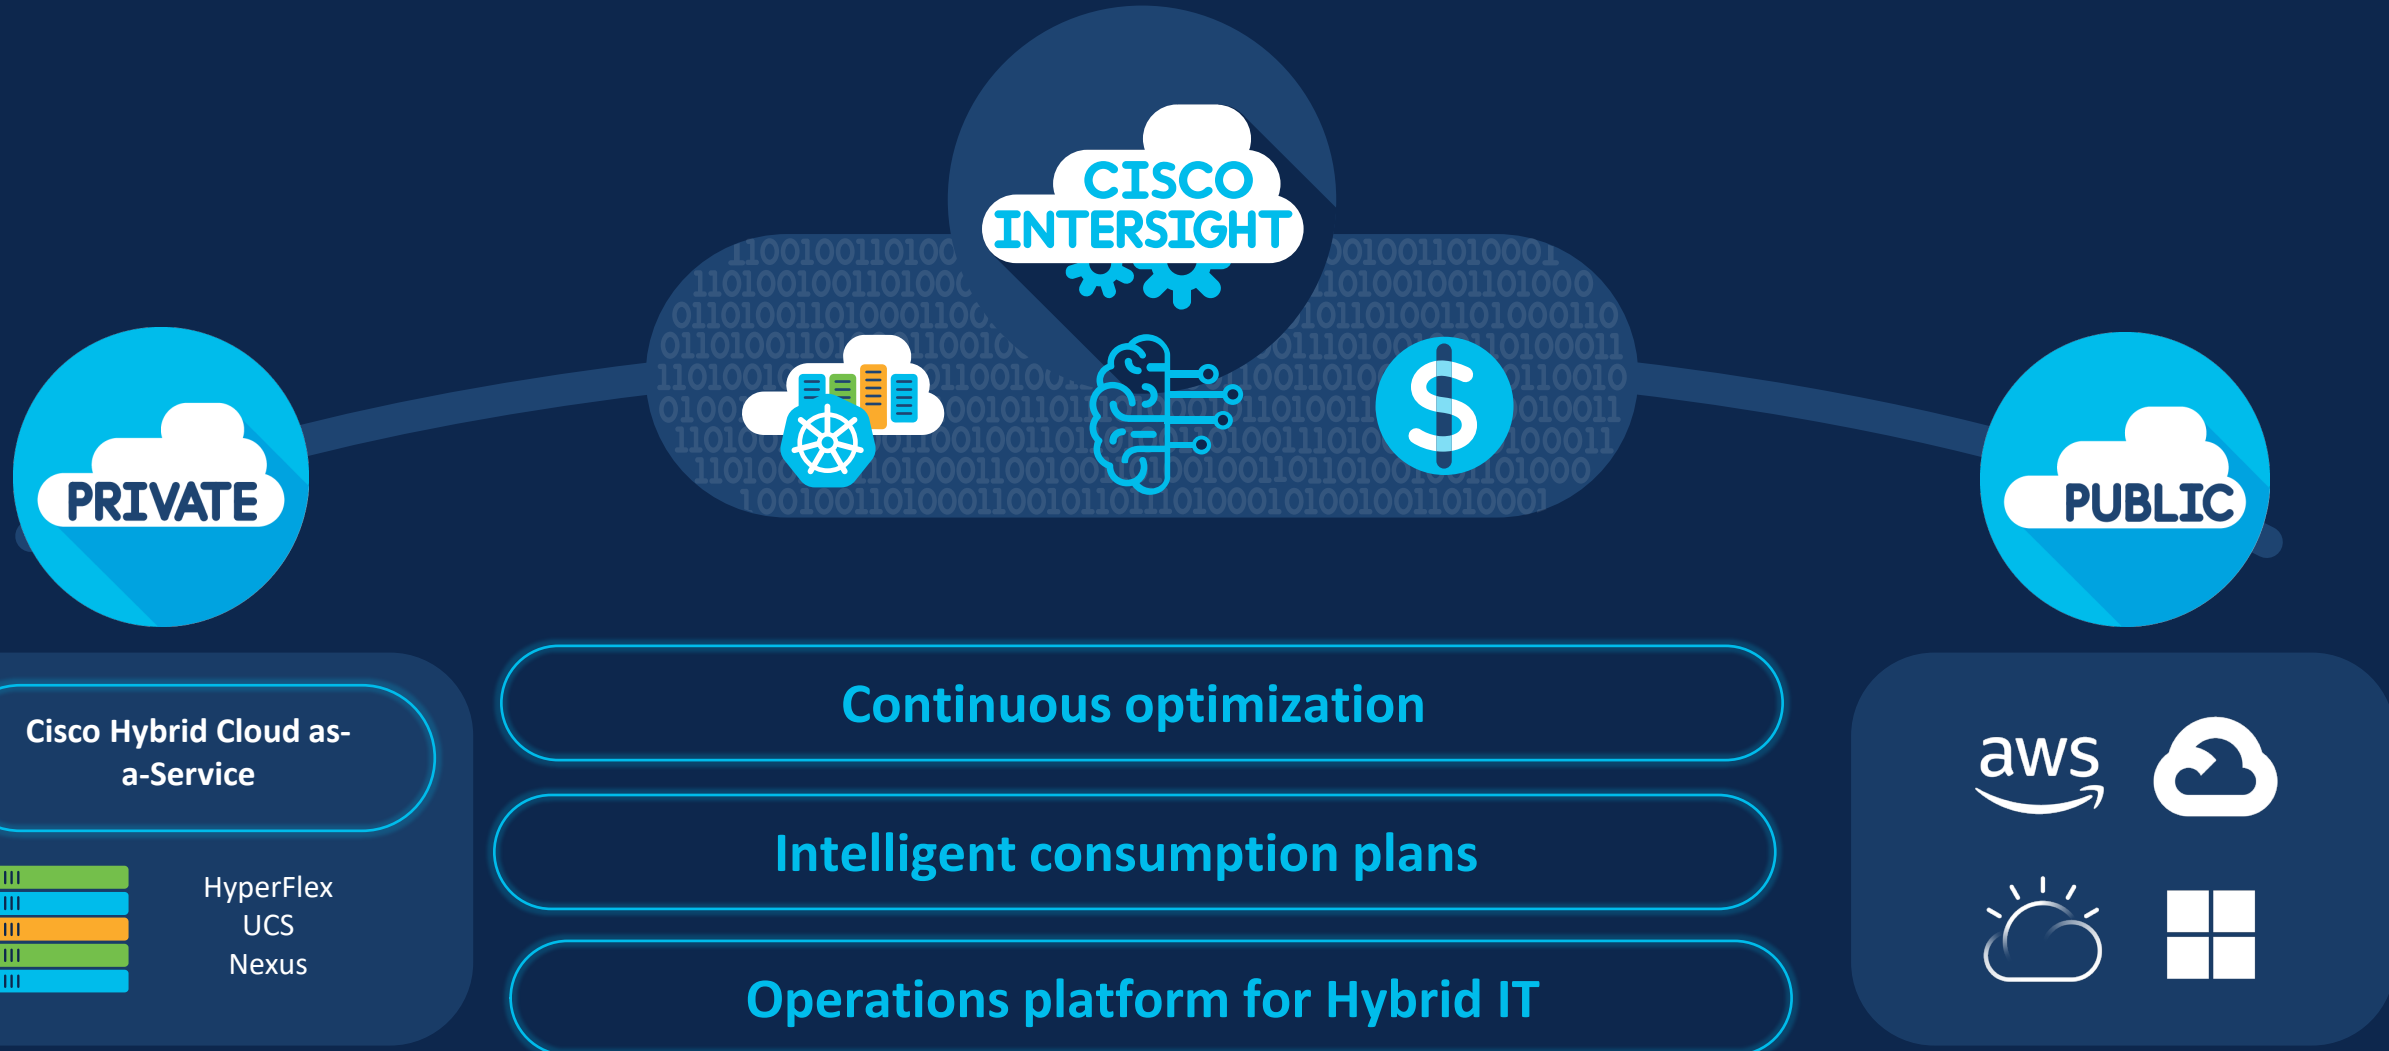 CISCO
INTERSIGHT
PRIVATE
PUBLIC
Cisco Hybrid Cloud as-
a-Service
HyperFlex
UCS
Nexus
Continuous optimization
Intelligent consumption plans
Operations platform for Hybrid IT
aws